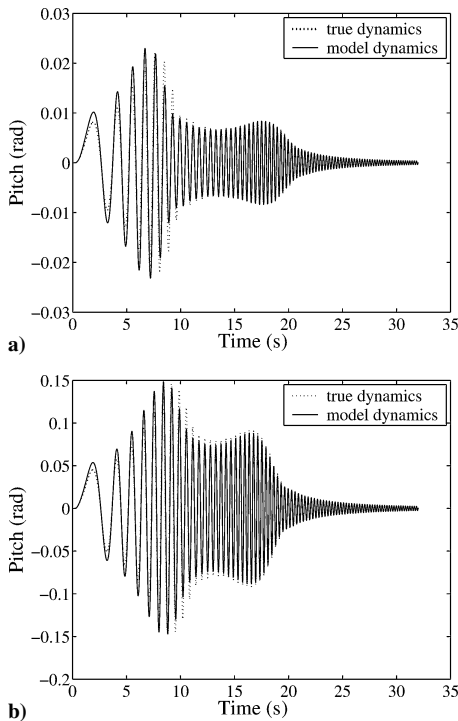 0.03
true dynamics
model dynamics
0.02
0.01
Pitch (rad)
0
−0.01
−0.02
−0.03
0 5 10 15 20 25 30 35
Time (s)
a)
0.15
true dynamics
model dynamics
0.1
0.05
Pitch (rad)
0
−0.05
−0.1
−0.15
−0.2
0 5 10 15 20 25 30 35
Time (s)
b)